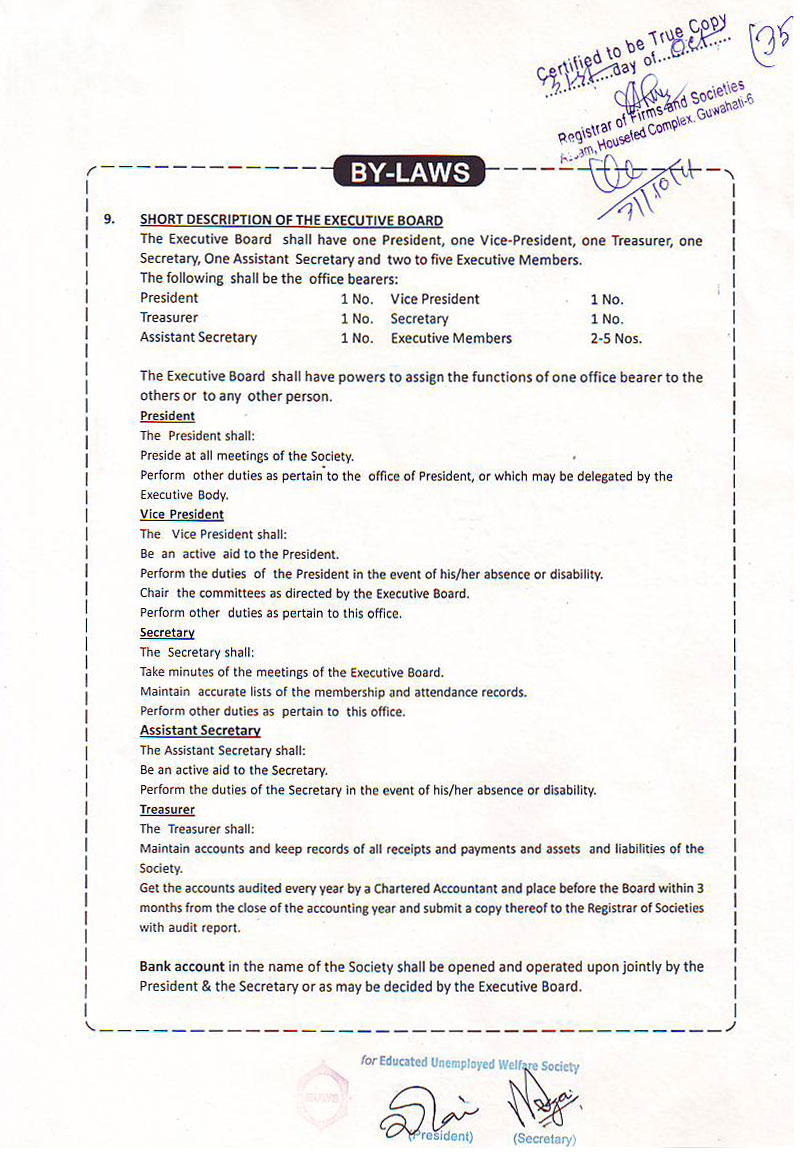 Certified to be True Copy
31st day of Oct
Registrar of Firms and Societies
Houseted Complex. Guwahati-6
(35
31/10/14
BY-LAWS
9. SHORT DESCRIPTION OF THE EXECUTIVE BOARD
The Executive Board shall have one President, one Vice-President, one Treasurer, one
Secretary, One Assistant Secretary and two to five Executive Members.
The following shall be the office bearers:
President 1 No. Vice President 1 No.
Treasurer 1 No. Secretary 1 No.
Assistant Secretary 1 No. Executive Members 2-5 Nos.
The Executive Board shall have powers to assign the functions of one office bearer to the
others or to any other person.
President
The President shall:
Preside at all meetings of the Society.
Perform other duties as pertain to the office of President, or which may be delegated by the
Executive Body.
Vice President
The Vice President shall:
Be an active aid to the President.
Perform the duties of the President in the event of his/her absence or disability.
Chair the committees as directed by the Executive Board.
Perform other duties as pertain to this office.
Secretary
The Secretary shall:
Take minutes of the meetings of the Executive Board.
Maintain accurate lists of the membership and attendance records.
Perform other duties as pertain to this office.
Assistant Secretary
The Assistant Secretary shall:
Be an active aid to the Secretary.
Perform the duties of the Secretary in the event of his/her absence or disability.
Treasurer
The Treasurer shall:
Maintain accounts and keep records of all receipts and payments and assets and liabilities of the
Society.
Get the accounts audited every year by a Chartered Accountant and place before the Board within 3
months from the close of the accounting year and submit a copy thereof to the Registrar of Societies
with audit report.
Bank account in the name of the Society shall be opened and operated upon jointly by the
President & the Secretary or as may be decided by the Executive Board.
for Educated Unemployed Welfare Society
EUWS
(President) (Secretary)